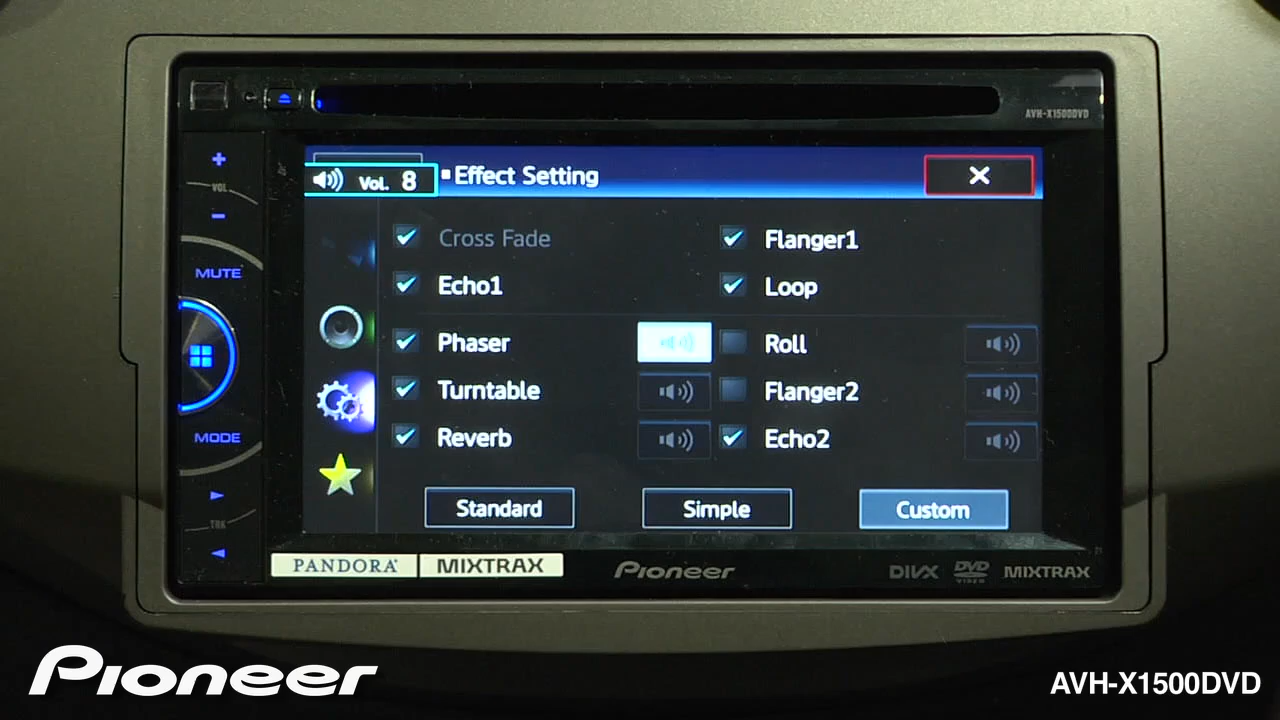 AVH-X1500DVD
+
VOL
−
MUTE
MODE
TRK
Vol. 8
Effect Setting
Cross Fade
Flanger1
Echo1
Loop
Phaser
Roll
Turntable
Flanger2
Reverb
Echo2
Standard
Simple
Custom
PANDORA
MIXTRAX
Pioneer
DIVX
DVD
VIDEO
MIXTRAX
Pioneer
AVH-X1500DVD